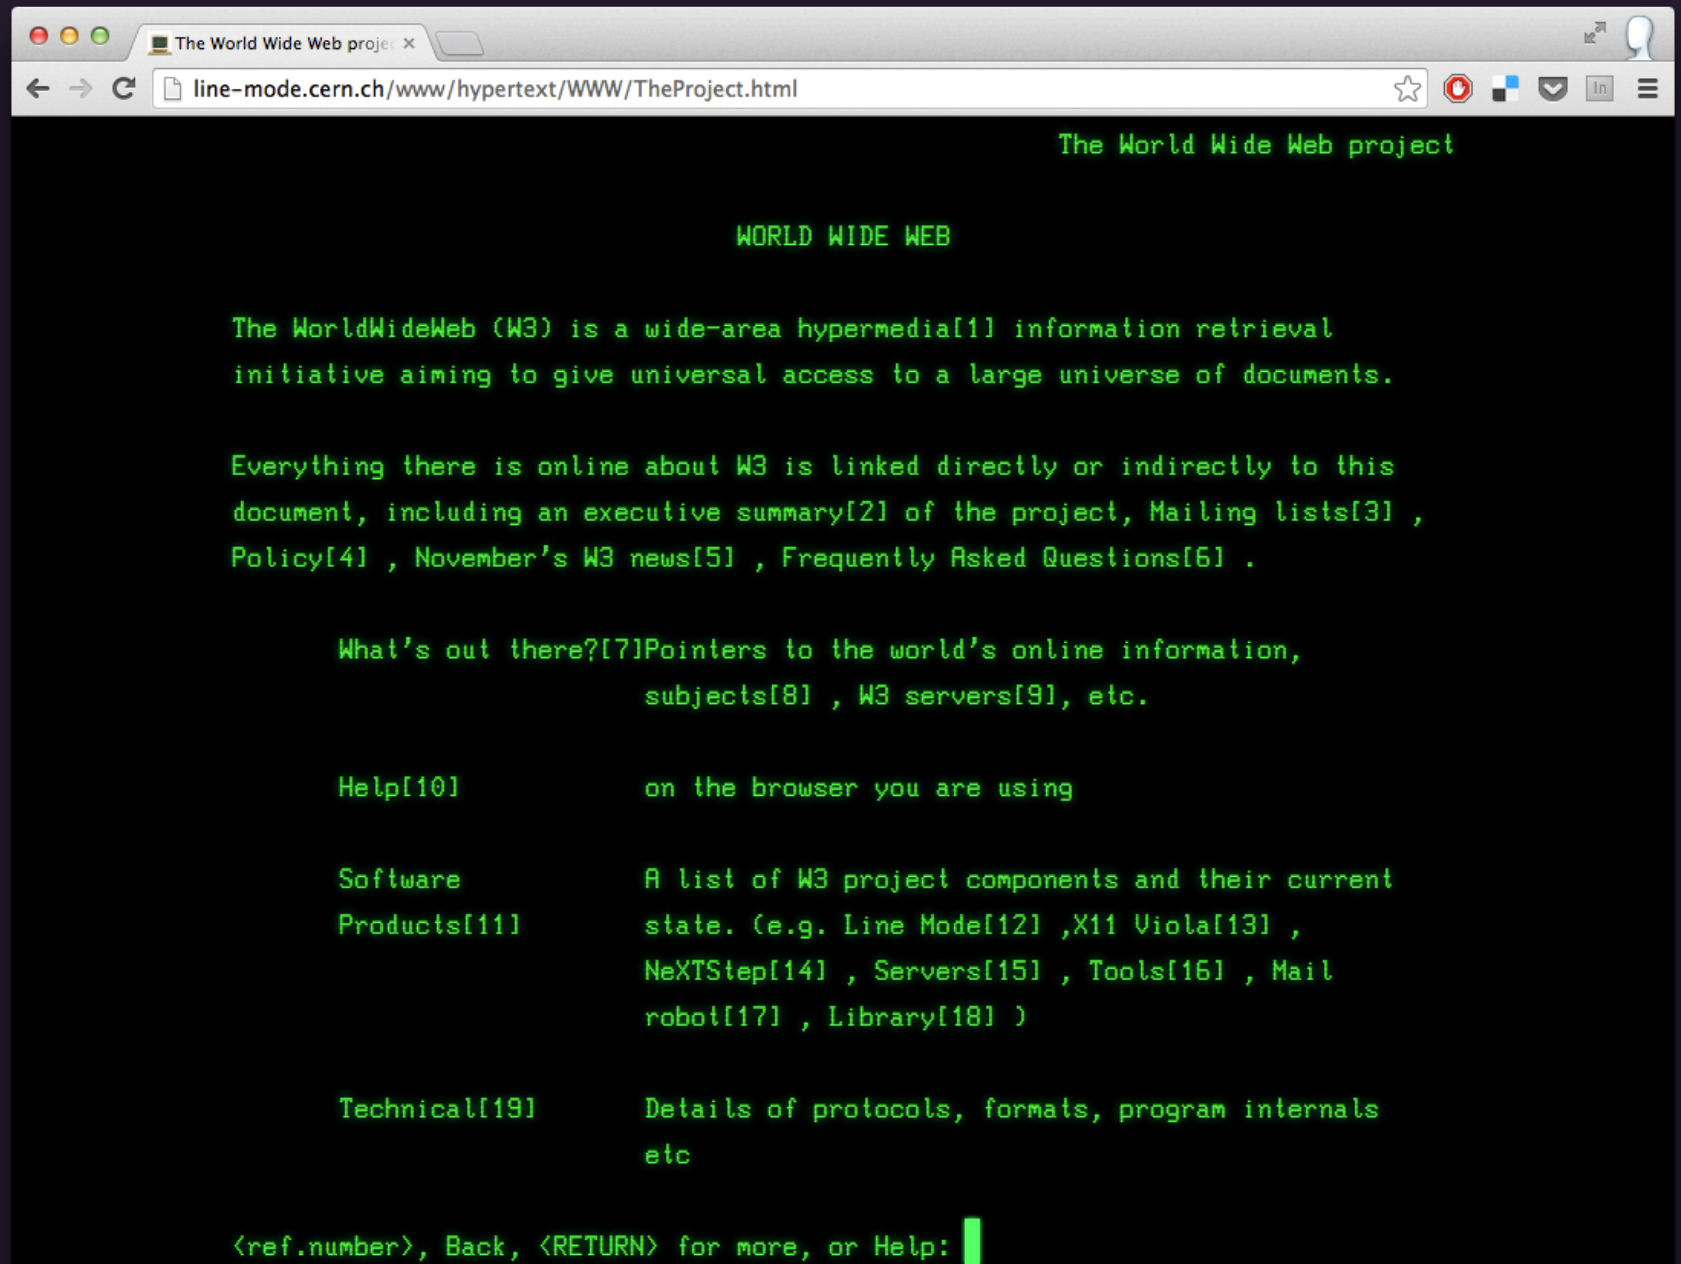 The World Wide Web proje
line-mode.cern.ch/www/hypertext/WWW/TheProject.html
In
The World Wide Web project
WORLD WIDE WEB
The WorldWideWeb (W3) is a wide-area hypermedia[1] information retrieval
initiative aiming to give universal access to a large universe of documents.
Everything there is online about W3 is linked directly or indirectly to this
document, including an executive summary[2] of the project, Mailing lists[3] ,
Policy[4] , November's W3 news[5] , Frequently Asked Questions[6] .
What's out there?[7]Pointers to the world's online information,
subjects[8] , W3 servers[9], etc.
Help[10] on the browser you are using
Software A list of W3 project components and their current
Products[11] state. (e.g. Line Mode[12] ,X11 Viola[13] ,
NeXTStep[14] , Servers[15] , Tools[16] , Mail
robot[17] , Library[18] )
Technical[19] Details of protocols, formats, program internals
etc
<ref.number>, Back, <RETURN> for more, or Help: